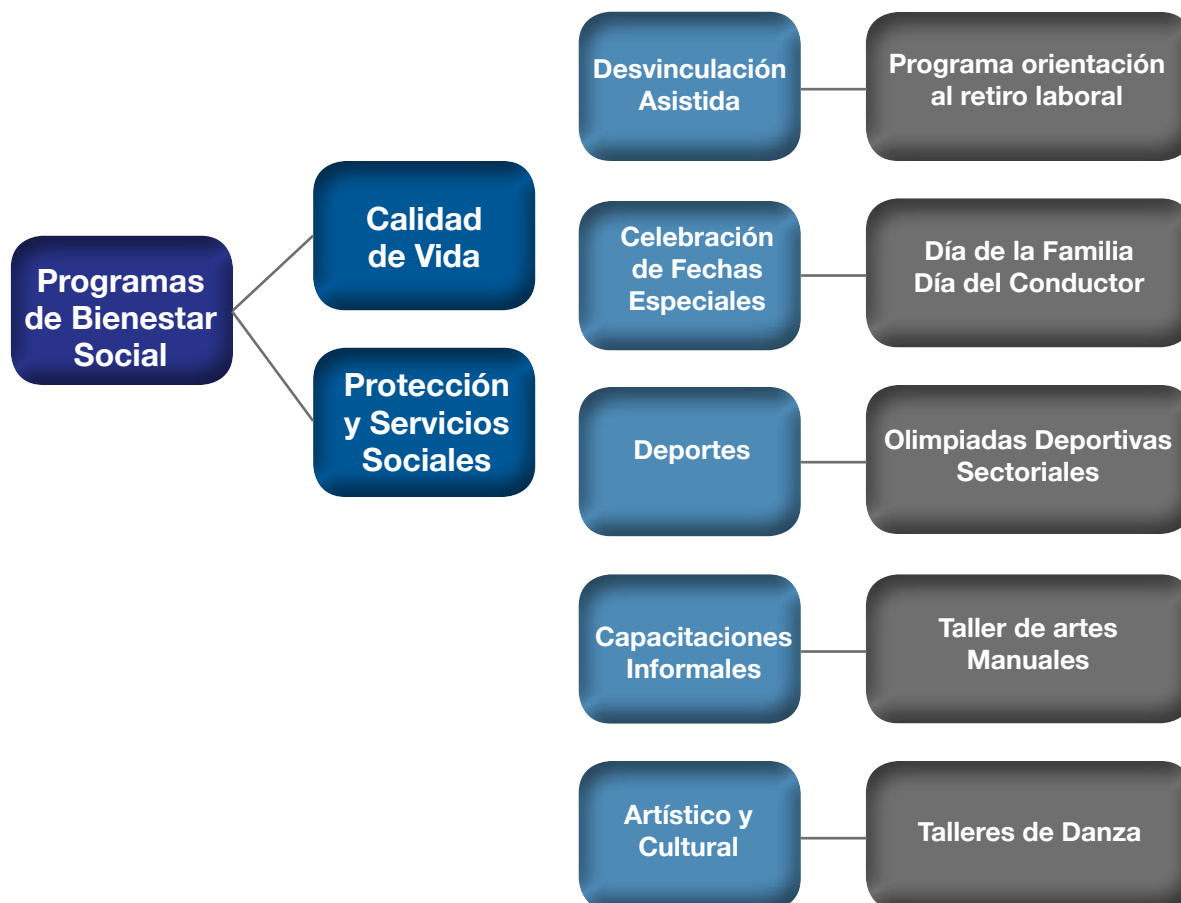 Programas
de Bienestar
Social
Calidad
de Vida
Protección
y Servicios
Sociales
Desvinculación
Asistida
Programa orientación
al retiro laboral
Celebración
de Fechas
Especiales
Día de la Familia
Día del Conductor
Deportes
Olimpiadas Deportivas
Sectoriales
Capacitaciones
Informales
Taller de artes
Manuales
Artístico y
Cultural
Talleres de Danza